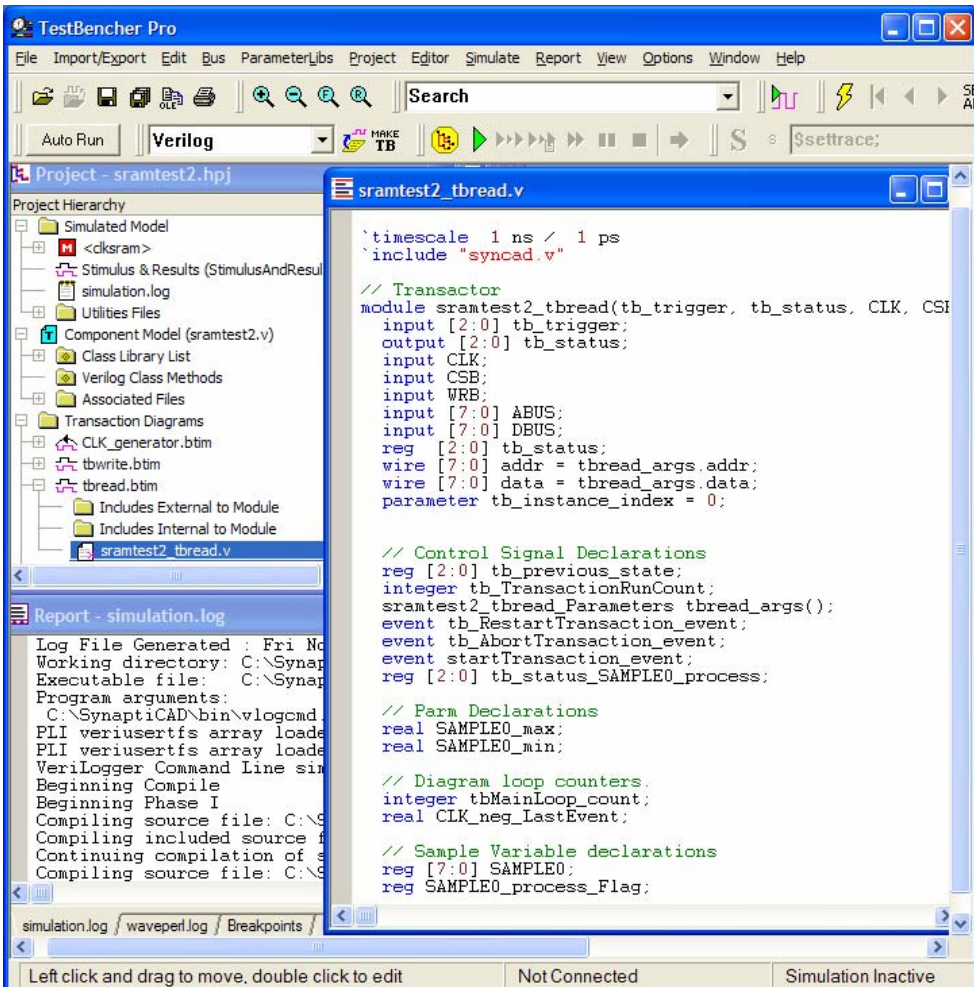 TestBencher Pro
File Import/Export Edit Bus ParameterLibs Project Editor Simulate Report View Options Window Help
Search
Auto Run Verilog MAKE TB S s $settrace;
Project - sramtest2.hpj
Project Hierarchy
Simulated Model
<clksram>
Stimulus & Results (StimulusAndResul
simulation.log
Utilities Files
Component Model (sramtest2.v)
Class Library List
Verilog Class Methods
Associated Files
Transaction Diagrams
CLK_generator.btim
tbwrite.btim
tbread.btim
Includes External to Module
Includes Internal to Module
sramtest2_tbread.v
Report - simulation.log
Log File Generated : Fri No
Working directory: C:\Synap
Executable file: C:\Synap
Program arguments:
C:\SynaptiCAD\bin\vlogcmd.
PLI veriusertfs array loade
PLI veriusertfs array loade
VeriLogger Command Line sim
Beginning Compile
Beginning Phase I
Compiling source file: C:\S
Compiling included source f
Continuing compilation of s
Compiling source file: C:\S
simulation.log waveperl.log Breakpoints
sramtest2_tbread.v
`timescale 1 ns / 1 ps
`include "syncad.v"
// Transactor
module sramtest2_tbread(tb_trigger, tb_status, CLK, CSB
input [2:0] tb_trigger;
output [2:0] tb_status;
input CLK;
input CSB;
input WRB;
input [7:0] ABUS;
input [7:0] DBUS;
reg [2:0] tb_status;
wire [7:0] addr = tbread_args.addr;
wire [7:0] data = tbread_args.data;
parameter tb_instance_index = 0;
// Control Signal Declarations
reg [2:0] tb_previous_state;
integer tb_TransactionRunCount;
sramtest2_tbread_Parameters tbread_args();
event tb_RestartTransaction_event;
event tb_AbortTransaction_event;
event startTransaction_event;
reg [2:0] tb_status_SAMPLE0_process;
// Parm Declarations
real SAMPLE0_max;
real SAMPLE0_min;
// Diagram loop counters.
integer tbMainLoop_count;
real CLK_neg_LastEvent;
// Sample Variable declarations
reg [7:0] SAMPLE0;
reg SAMPLE0_process_Flag;
Left click and drag to move, double click to edit Not Connected Simulation Inactive